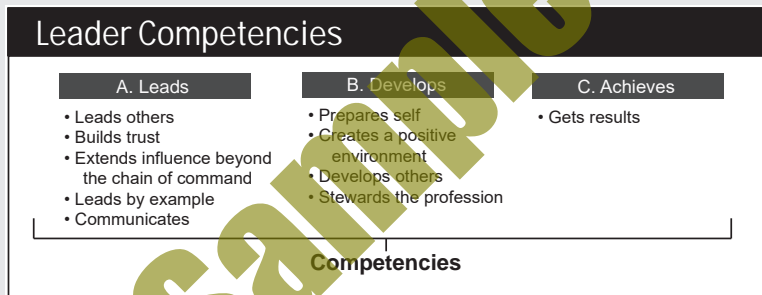 Leader Competencies
A. Leads
• Leads others
• Builds trust
• Extends influence beyond
the chain of command
• Leads by example
• Communicates
B. Develops
• Prepares self
• Creates a positive
environment
• Develops others
• Stewards the profession
C. Achieves
• Gets results
Competencies
Sample